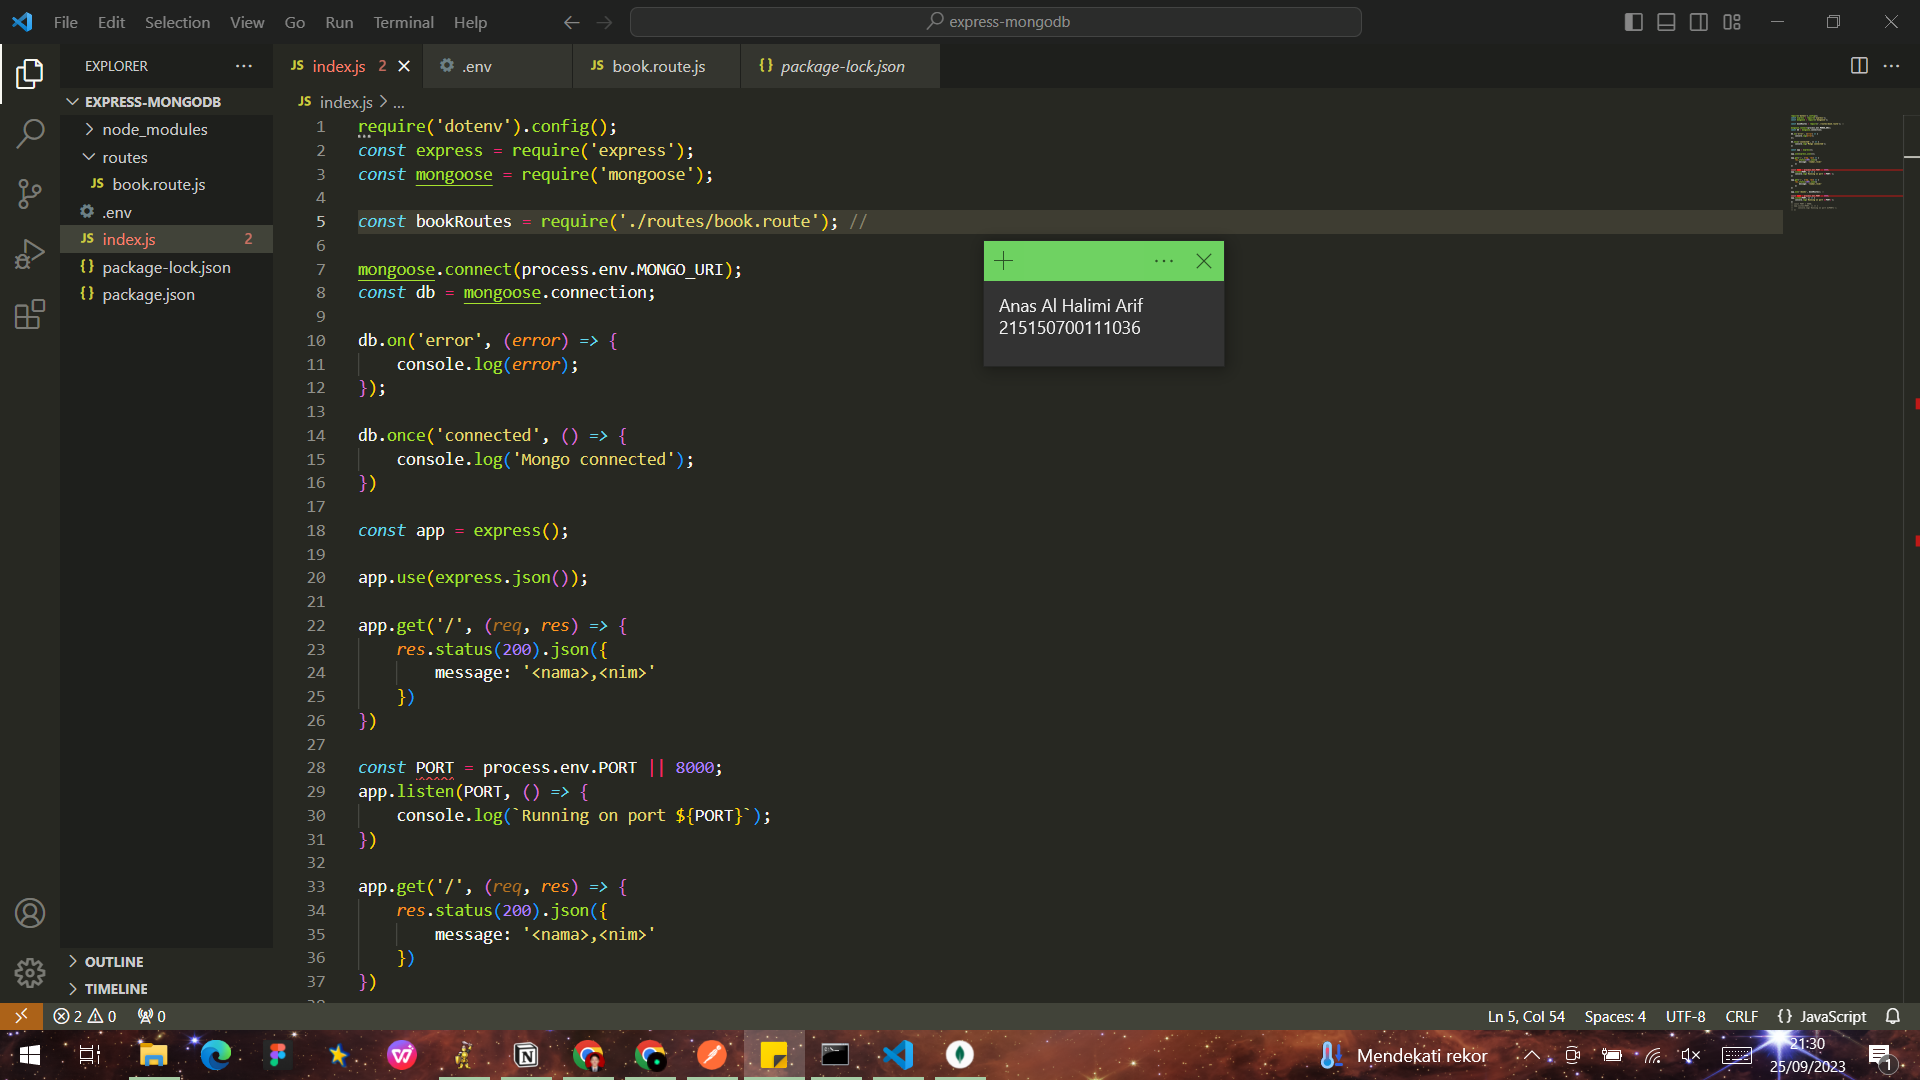 File Edit Selection View Go Run Terminal Help
express-mongodb
EXPLORER
EXPRESS-MONGODB
node_modules
routes
JS book.route.js
.env
JS index.js 2
{} package-lock.json
{} package.json
OUTLINE
TIMELINE
JS index.js 2
.env
JS book.route.js
{} package-lock.json
JS index.js > ...
1 require('dotenv').config();
2 const express = require('express');
3 const mongoose = require('mongoose');
4
5 const bookRoutes = require('./routes/book.route'); //
6
7 mongoose.connect(process.env.MONGO_URI);
8 const db = mongoose.connection;
9
10 db.on('error', (error) => {
11 console.log(error);
12 });
13
14 db.once('connected', () => {
15 console.log('Mongo connected');
16 })
17
18 const app = express();
19
20 app.use(express.json());
21
22 app.get('/', (req, res) => {
23 res.status(200).json({
24 message: '<nama>,<nim>'
25 })
26 })
27
28 const PORT = process.env.PORT || 8000;
29 app.listen(PORT, () => {
30 console.log(`Running on port ${PORT}`);
31 })
32
33 app.get('/', (req, res) => {
34 res.status(200).json({
35 message: '<nama>,<nim>'
36 })
37 })
Anas Al Halimi Arif
215150700111036
2 0 0
Ln 5, Col 54 Spaces: 4 UTF-8 CRLF {} JavaScript
Mendekati rekor
21:30
25/09/2023
1